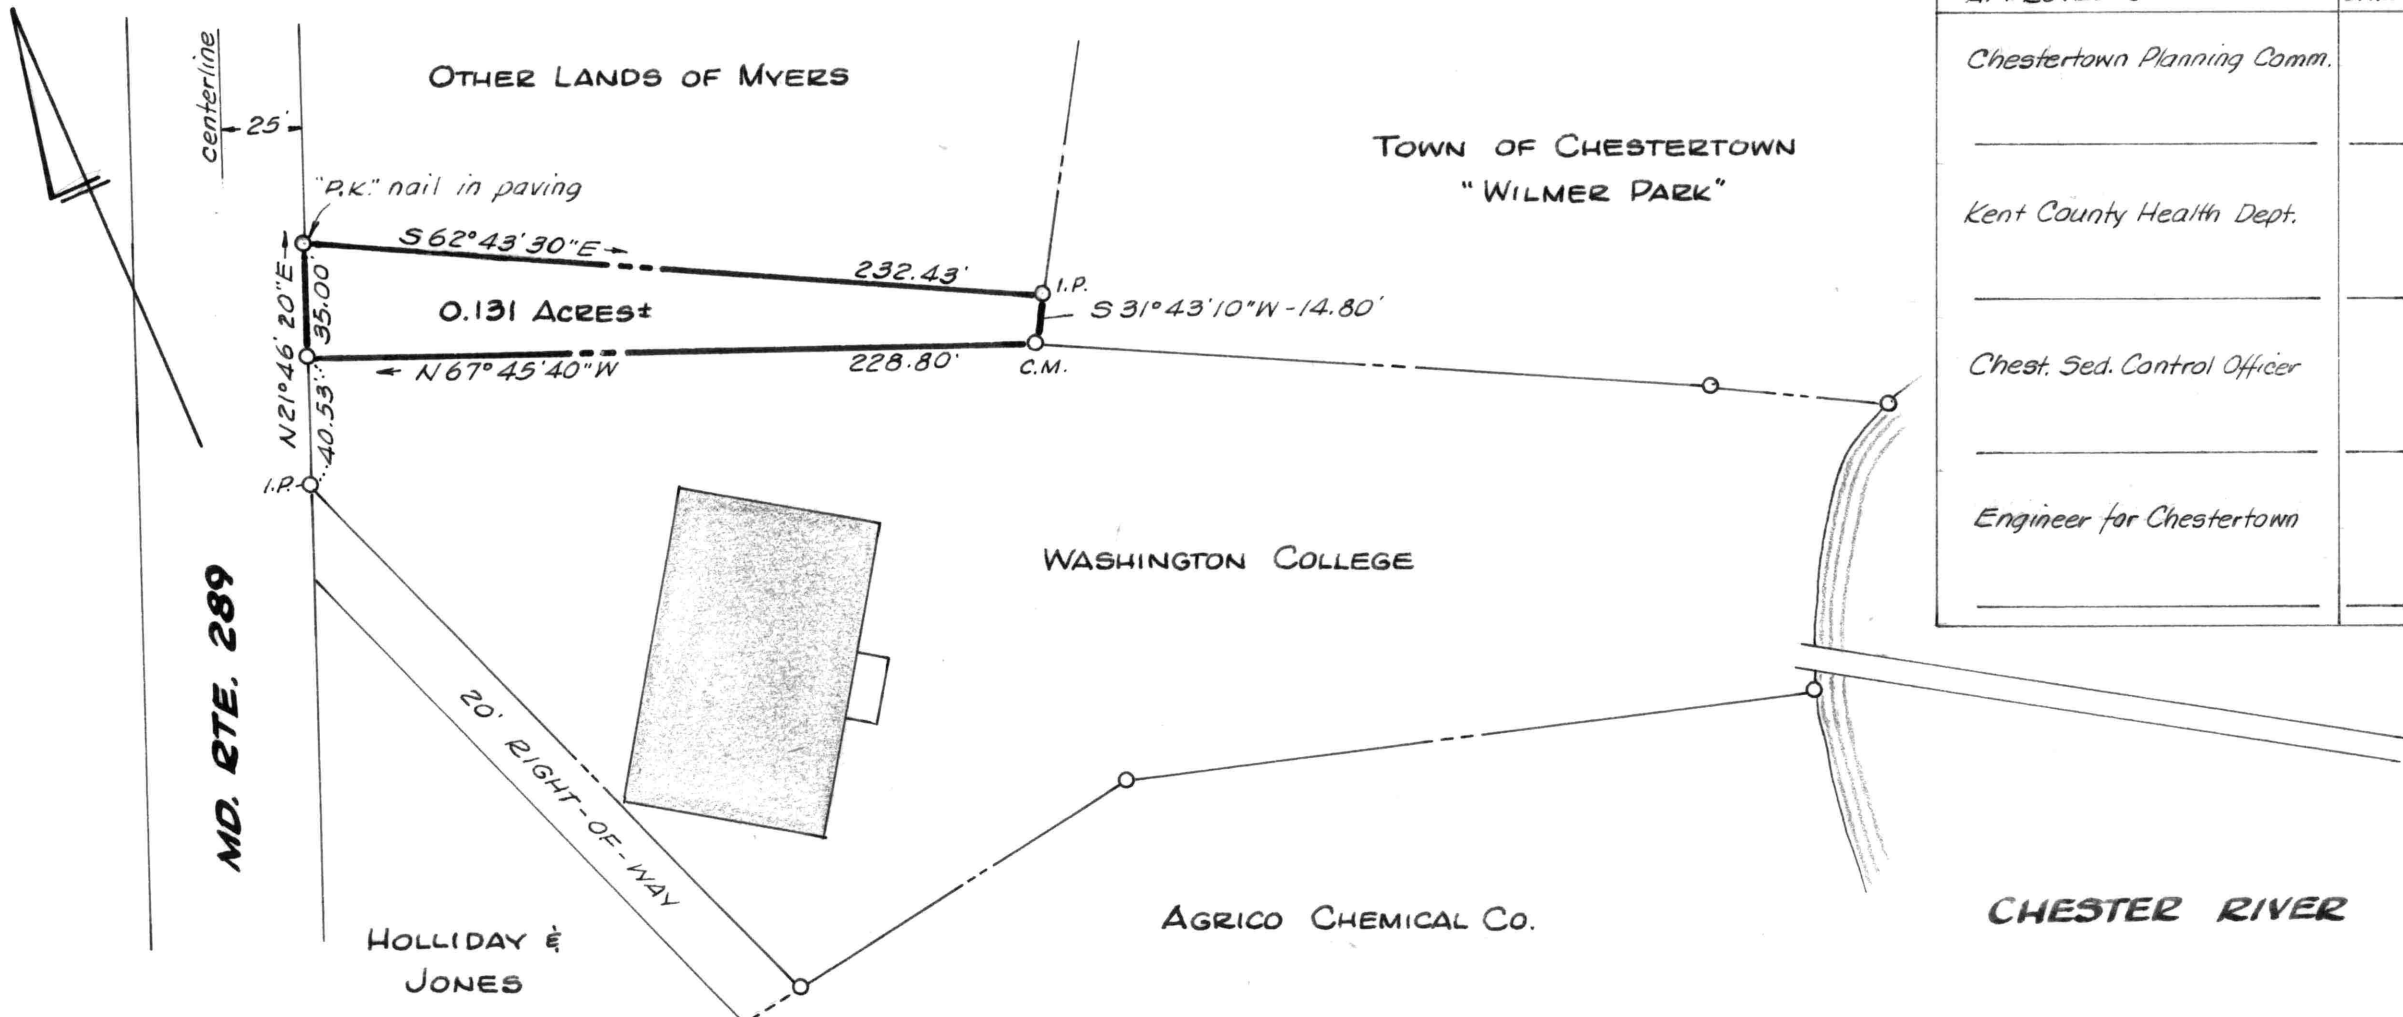 centerline
25'
OTHER LANDS OF MYERS
TOWN OF CHESTERTOWN
"WILMER PARK"
"P.K." nail in paving
S 62° 43' 30" E
232.43'
I.P.
S 31° 43' 10" W - 14.80'
0.131 ACRES±
N 21° 46' 20" E
35.00'
40.53'
N 67° 45' 40" W
228.80'
C.M.
I.P.
WASHINGTON COLLEGE
MD. RTE. 289
20' RIGHT-OF-WAY
HOLLIDAY &
JONES
AGRICO CHEMICAL CO.
CHESTER RIVER
Chestertown Planning Comm.
Kent County Health Dept.
Chest. Sed. Control Officer
Engineer for Chestertown